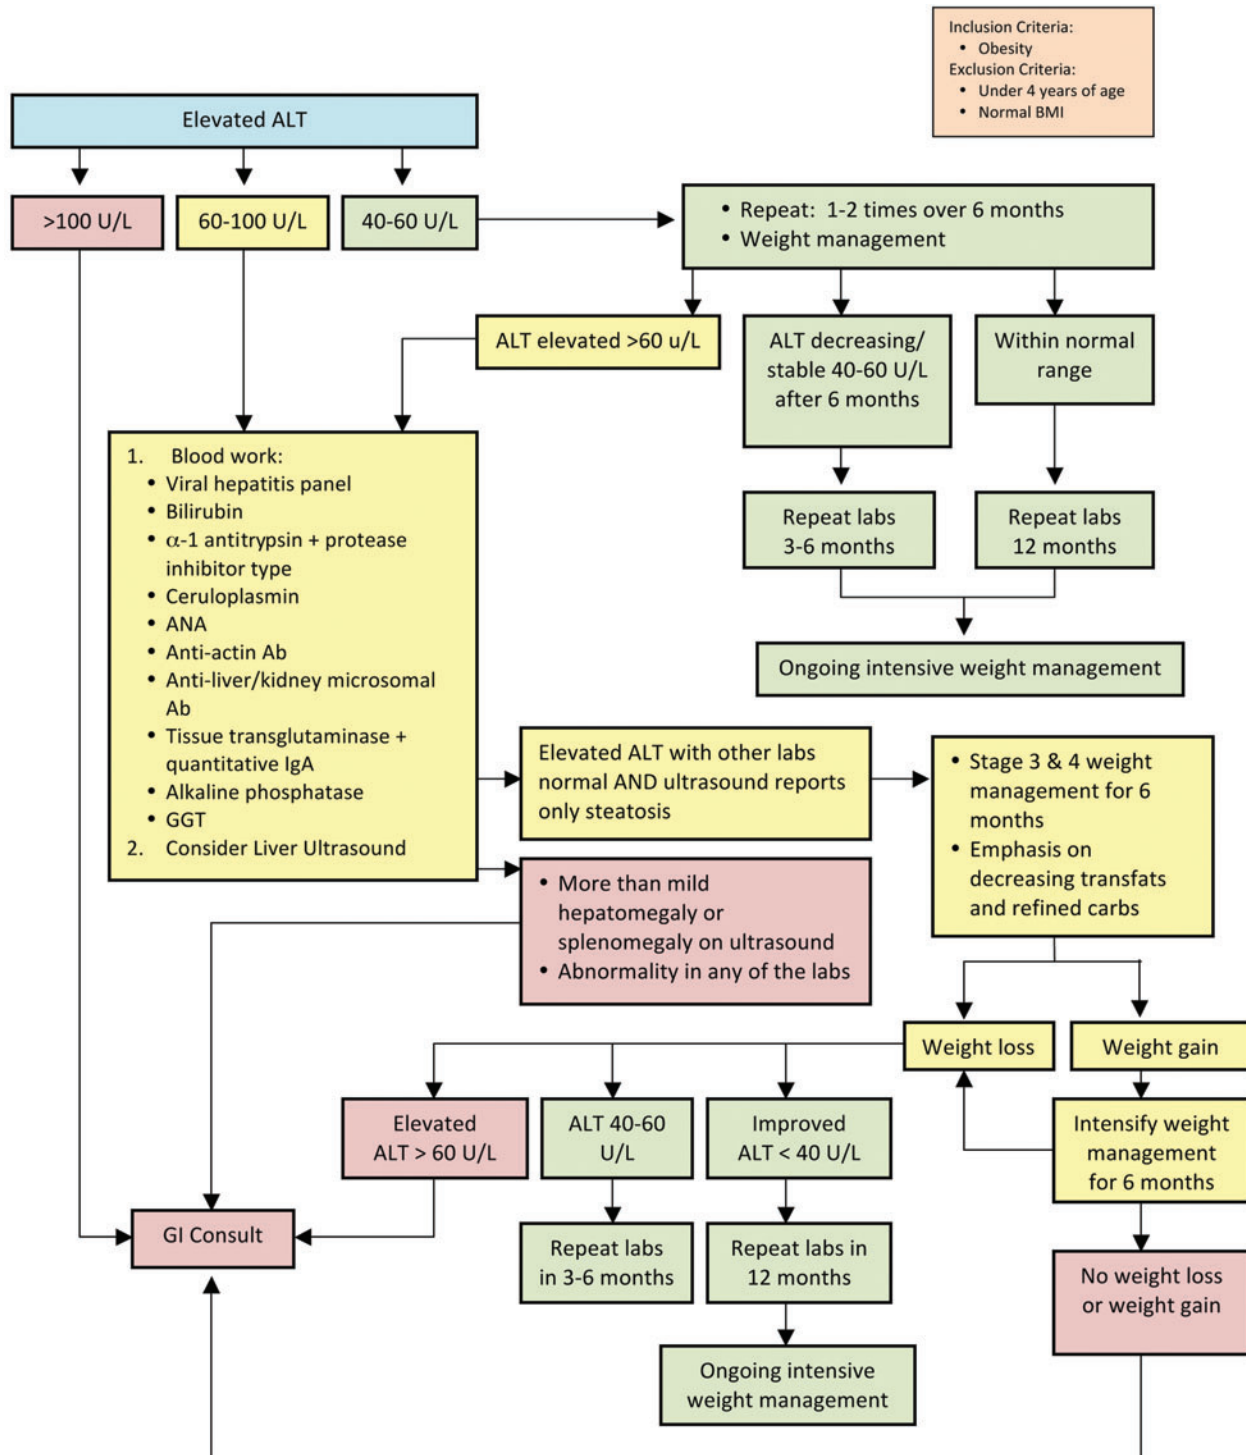 Inclusion Criteria:
• Obesity
Exclusion Criteria:
• Under 4 years of age
• Normal BMI
Elevated ALT
>100 U/L
60-100 U/L
40-60 U/L
• Repeat: 1-2 times over 6 months
• Weight management
ALT elevated >60 u/L
ALT decreasing/
stable 40-60 U/L
after 6 months
Within normal
range
Repeat labs
3-6 months
Repeat labs
12 months
Ongoing intensive weight management
1. Blood work:
• Viral hepatitis panel
• Bilirubin
• α-1 antitrypsin + protease
inhibitor type
• Ceruloplasmin
• ANA
• Anti-actin Ab
• Anti-liver/kidney microsomal
Ab
• Tissue transglutaminase +
quantitative IgA
• Alkaline phosphatase
• GGT
2. Consider Liver Ultrasound
Elevated ALT with other labs
normal AND ultrasound reports
only steatosis
• Stage 3 & 4 weight
management for 6
months
• Emphasis on
decreasing transfats
and refined carbs
• More than mild
hepatomegaly or
splenomegaly on ultrasound
• Abnormality in any of the labs
Weight loss
Weight gain
Elevated
ALT > 60 U/L
ALT 40-60
U/L
Improved
ALT < 40 U/L
Intensify weight
management
for 6 months
GI Consult
Repeat labs
in 3-6 months
Repeat labs in
12 months
No weight loss
or weight gain
Ongoing intensive
weight management